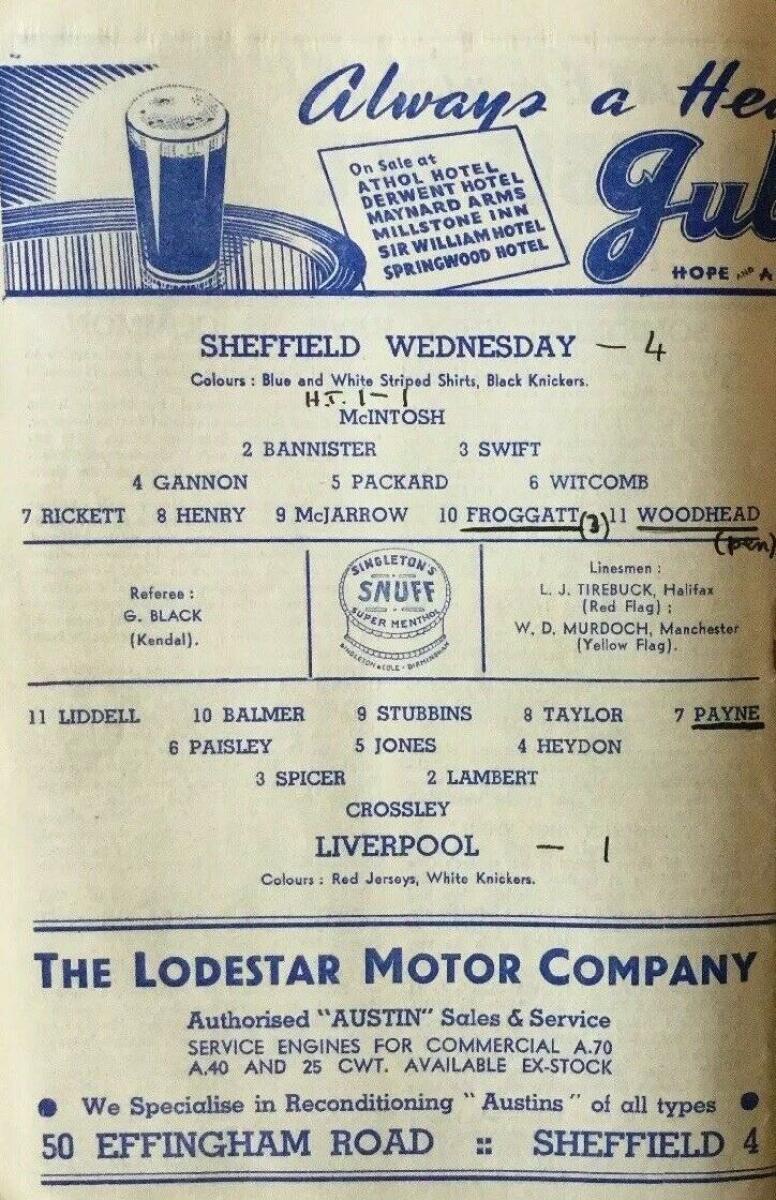 Always a
On Sale at
ATHOL HOTEL
DERWENT HOTEL
MAYNARD ARMS
MILLSTONE INN
SIR WILLIAM HOTEL
SPRINGWOOD HOTEL
HOPE AND A
SHEFFIELD WEDNESDAY — 4
Colours : Blue and White Striped Shirts, Black Knickers.
H.T. 1-1
McINTOSH
2 BANNISTER 3 SWIFT
4 GANNON 5 PACKARD 6 WITCOMB
7 RICKETT 8 HENRY 9 McJARROW 10 FROGGATT (3) 11 WOODHEAD
(pen)
Referee :
G. BLACK
(Kendal).
SINGLETON'S
SNUFF
SUPER MENTHOL
SINGLETON & COLE · BIRMINGHAM
Linesmen :
L. J. TIREBUCK, Halifax
(Red Flag) ;
W. D. MURDOCH, Manchester
(Yellow Flag).
11 LIDDELL 10 BALMER 9 STUBBINS 8 TAYLOR 7 PAYNE
6 PAISLEY 5 JONES 4 HEYDON
3 SPICER 2 LAMBERT
CROSSLEY
LIVERPOOL — 1
Colours : Red Jerseys, White Knickers.
THE LODESTAR MOTOR COMPANY
Authorised "AUSTIN" Sales & Service
SERVICE ENGINES FOR COMMERCIAL A.70
A.40 AND 25 CWT. AVAILABLE EX-STOCK
• We Specialise in Reconditioning "Austins" of all types •
50 EFFINGHAM ROAD :: SHEFFIELD 4